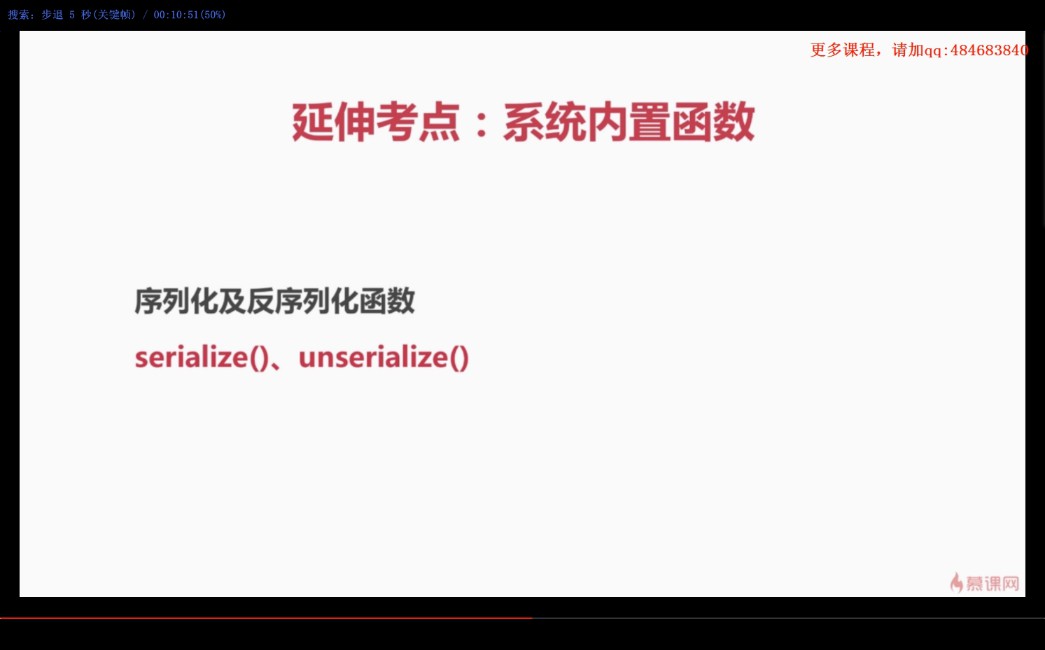 搜索: 步退 5 秒(关键帧) / 00:10:51(50%)
更多课程，请加qq:484683840
延伸考点：系统内置函数
序列化及反序列化函数
serialize()、unserialize()
慕课网